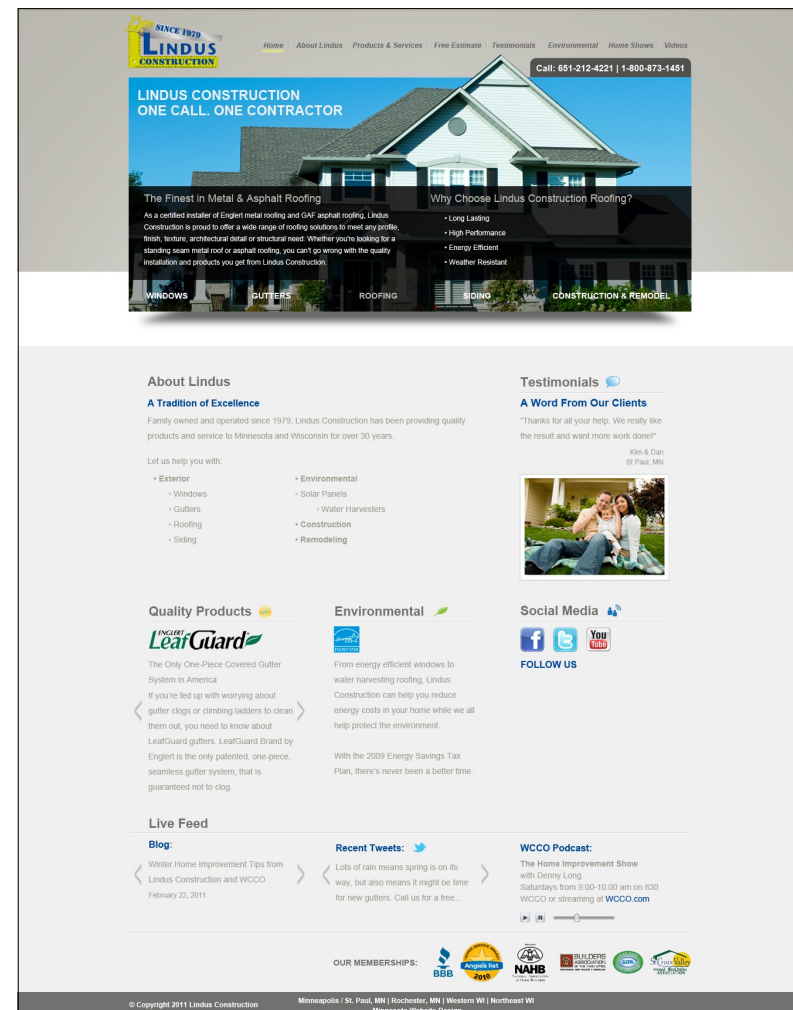 SINCE 1979
LINDUS
CONSTRUCTION
Home About Lindus Products & Services Free Estimate Testimonials Environmental Home Shows Videos
Call: 651-212-4221 | 1-800-873-1451
LINDUS CONSTRUCTION
ONE CALL. ONE CONTRACTOR
The Finest in Metal & Asphalt Roofing
As a certified installer of Englert metal roofing and GAF asphalt roofing, Lindus
Construction is proud to offer a wide range of roofing solutions to meet any profile,
finish, texture, architectural detail or structural need. Whether you're looking for a
standing seam metal roof or asphalt roofing, you can't go wrong with the quality
installation and products you get from Lindus Construction.
Why Choose Lindus Construction Roofing?
• Long Lasting
• High Performance
• Energy Efficient
• Weather Resistant
WINDOWS GUTTERS ROOFING SIDING CONSTRUCTION & REMODEL
About Lindus
A Tradition of Excellence
Family owned and operated since 1979, Lindus Construction has been providing quality
products and service to Minnesota and Wisconsin for over 30 years.
Let us help you with:
• Exterior
◦ Windows
◦ Gutters
◦ Roofing
◦ Siding
• Environmental
◦ Solar Panels
◦ Water Harvesters
• Construction
• Remodeling
Testimonials
A Word From Our Clients
"Thanks for all your help. We really like
the result and want more work done!"
Kim & Dan
St Paul, MN
Quality Products
ENGLERT
LeafGuard
The Only One-Piece Covered Gutter
System in America
If you're fed up with worrying about
gutter clogs or climbing ladders to clean
them out, you need to know about
LeafGuard gutters. LeafGuard Brand by
Englert is the only patented, one-piece,
seamless gutter system, that is
guaranteed not to clog.
Environmental
energy
ENERGY STAR
From energy efficient windows to
water harvesting roofing, Lindus
Construction can help you reduce
energy costs in your home while we all
help protect the environment.
With the 2009 Energy Savings Tax
Plan, there's never been a better time.
Social Media
You
Tube
FOLLOW US
Live Feed
Blog:
Winter Home Improvement Tips from
Lindus Construction and WCCO
February 22, 2011
Recent Tweets:
Lots of rain means spring is on its
way, but also means it might be time
for new gutters. Call us for a free...
WCCO Podcast:
The Home Improvement Show
with Denny Long
Saturdays from 9:00-10:00 am on 830
WCCO or streaming at WCCO.com
OUR MEMBERSHIPS:
BBB
Angie's list
2010
NAHB
BUILDERS
ASSOCIATION
St Croix Valley
HOME BUILDERS
ASSOCIATION
© Copyright 2011 Lindus Construction
Minneapolis / St. Paul, MN | Rochester, MN | Western WI | Northeast WI
Minnesota Website Design